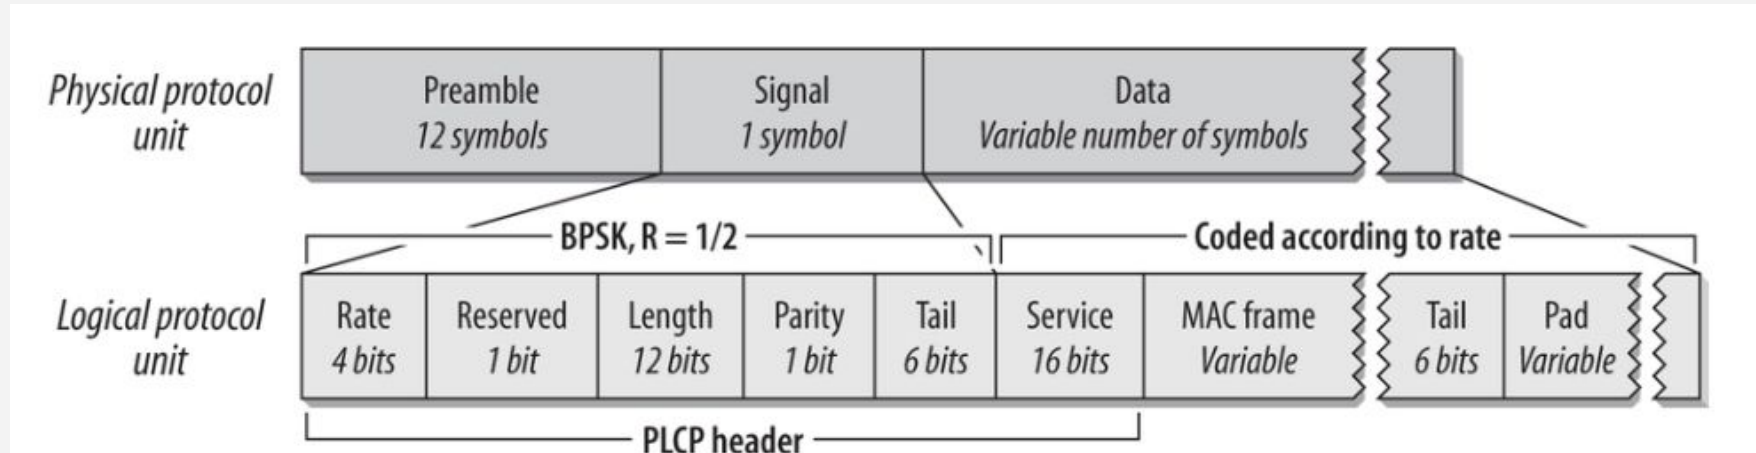 Physical protocol
unit
Preamble
12 symbols
Signal
1 symbol
Data
Variable number of symbols
BPSK, R = 1/2
Coded according to rate
Logical protocol
unit
Rate
4 bits
Reserved
1 bit
Length
12 bits
Parity
1 bit
Tail
6 bits
Service
16 bits
MAC frame
Variable
Tail
6 bits
Pad
Variable
PLCP header